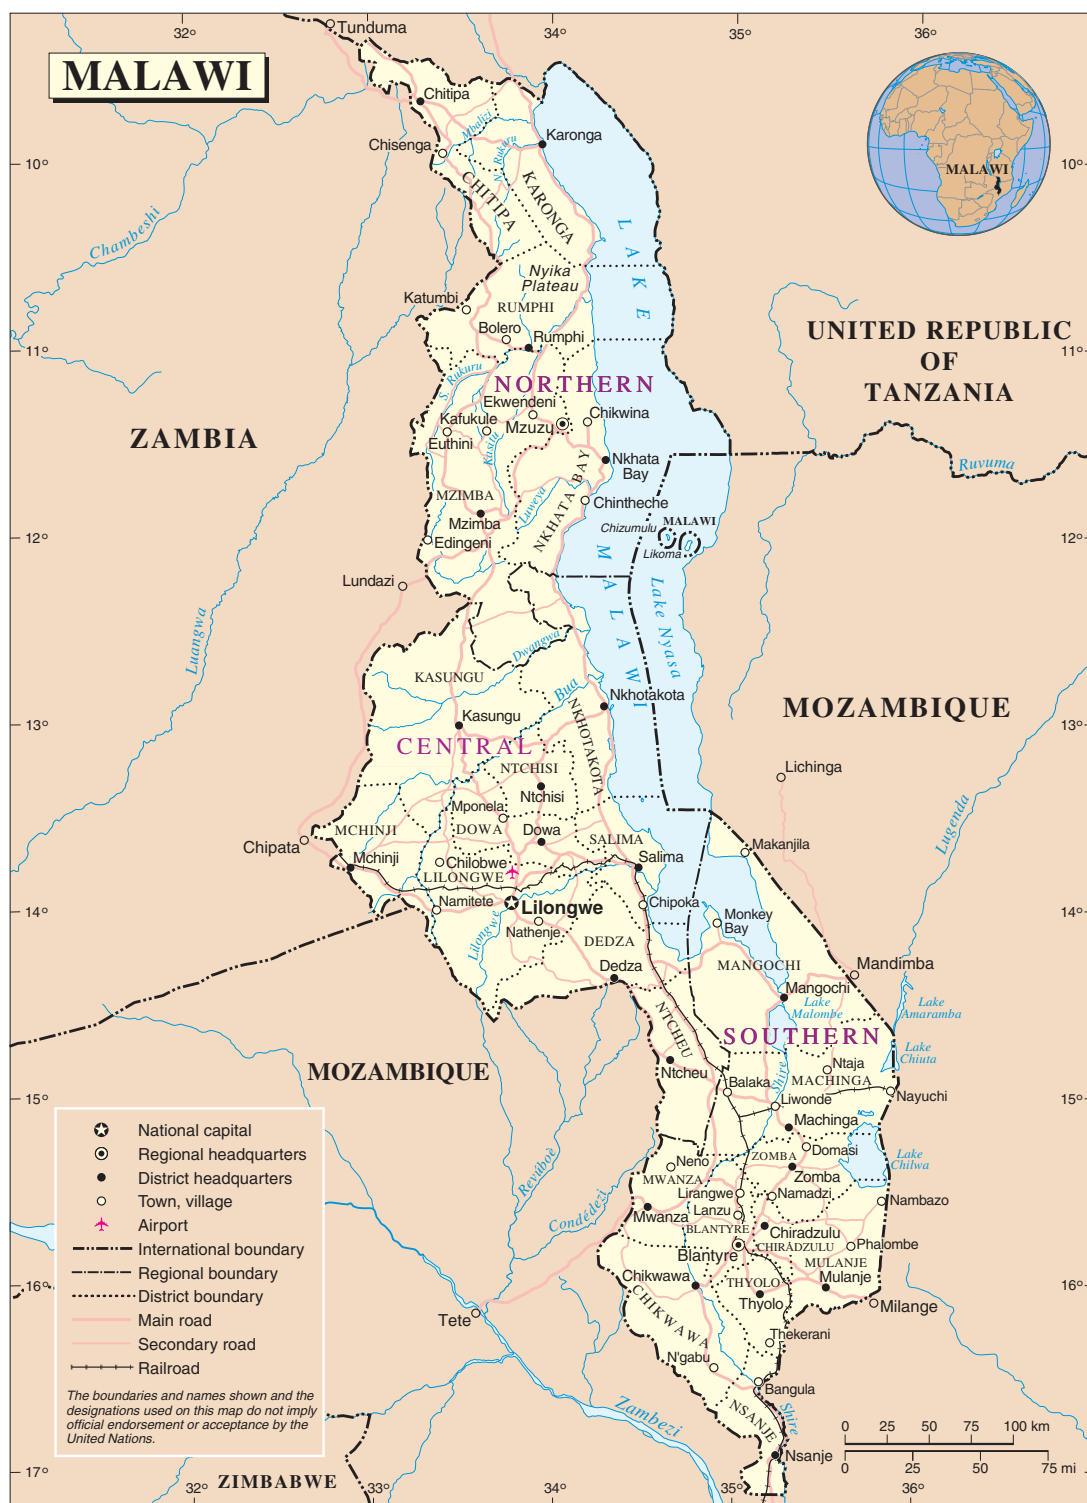 32°
34°
35°
36°
Tunduma
MALAWI
Chitipa
Mbalizi
Karonga
Chisenga
N. Rukuru
10°
10°
MALAWI
CHITIPA
KARONGA
Chambeshi
LAKE MALAWI
Nyika
Plateau
Katumbi
RUMPHI
Bolero
Rumphi
UNITED REPUBLIC
OF
TANZANIA
11°
11°
S. Rukuru
NORTHERN
Ekwendeni
Kafukule
Chikwina
Mzuzu
Euthini
Kasitu
ZAMBIA
Nkhata
Bay
Ruvuma
NKHATA BAY
MZIMBA
Luweya
Chintheche
Mzimba
Chizumulu
MALAWI
Likoma
12°
12°
Edingeni
Lundazi
Lake Nyasa
Luangwa
Dwangwa
KASUNGU
Bua
Nkhotakota
MOZAMBIQUE
NKHOTAKOTA
Kasungu
13°
13°
CENTRAL
NTCHISI
Lichinga
Ntchisi
Mponela
Lugenda
MCHINJI
DOWA
Dowa
SALIMA
Chipata
Makanjila
Mchinji
Chilobwe
Salima
LILONGWE
Namitete
Lilongwe
Chipoka
14°
14°
Nathenje
Monkey
Bay
Lilongwe
DEDZA
Dedza
MANGOCHI
Mandimba
Mangochi
Lake
Malombe
Lake
Amaramba
NTCHEU
SOUTHERN
Lake
Chiuta
MOZAMBIQUE
Ntcheu
Ntaja
Shire
Balaka
MACHINGA
Nayuchi
15°
15°
Liwonde
Machinga
Domasi
ZOMBA
Lake
Chilwa
Neno
MWANZA
Zomba
Revúboè
Lirangwe
Namadzi
Nambazo
Condédezi
Mwanza
Lanzu
BLANTYRE
Chiradzulu
Blantyre
CHIRADZULU
Phalombe
MULANJE
Chikwawa
THYOLO
Mulanje
16°
16°
Thyolo
Milange
Tete
CHIKWAWA
Thekerani
N'gabu
Bangula
Zambezi
NSANJE
Shire
Nsanje
National capital
Regional headquarters
District headquarters
Town, village
Airport
International boundary
Regional boundary
District boundary
Main road
Secondary road
Railroad
The boundaries and names shown and the
designations used on this map do not imply
official endorsement or acceptance by the
United Nations.
0 25 50 75 100 km
0 25 50 75 mi
17°
ZIMBABWE
32°
33°
34°
35°
36°